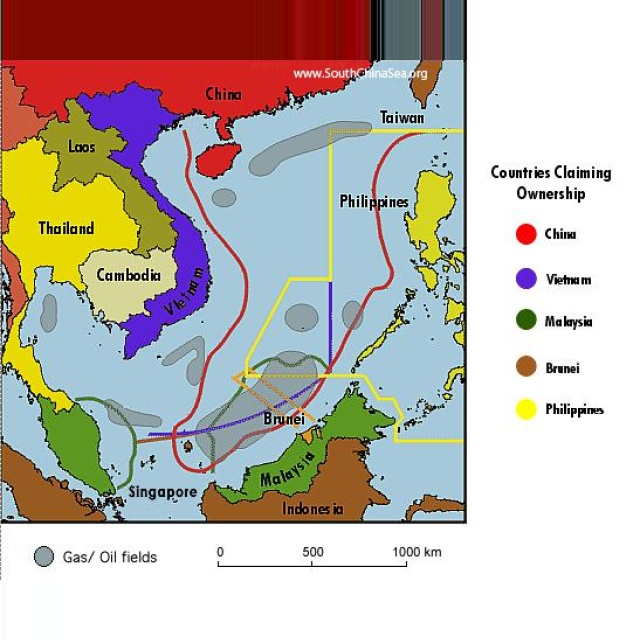 www.SouthChinaSea.org
China
Taiwan
Laos
Countries Claiming
Ownership
Philippines
Thailand
China
Cambodia
Vietnam
Vietnam
Malaysia
Brunei
Philippines
Brunei
Malaysia
Singapore
Indonesia
Gas/ Oil fields
0 500 1000 km